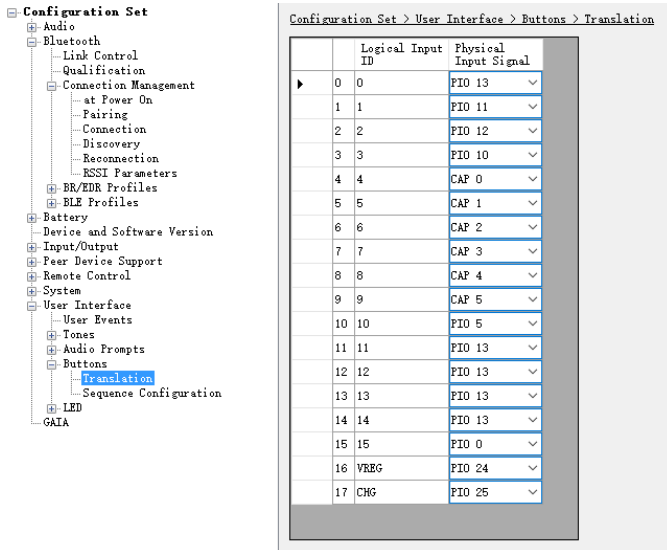 Configuration Set
Audio
Bluetooth
Link Control
Qualification
Connection Management
at Power On
Pairing
Connection
Discovery
Reconnection
RSSI Parameters
BR/EDR Profiles
BLE Profiles
Battery
Device and Software Version
Input/Output
Peer Device Support
Remote Control
System
User Interface
User Events
Tones
Audio Prompts
Buttons
Translation
Sequence Configuration
LED
GAIA
Configuration Set > User Interface > Buttons > Translation
Logical Input ID Physical Input Signal
0 0 PIO 13
1 1 PIO 11
2 2 PIO 12
3 3 PIO 10
4 4 CAP 0
5 5 CAP 1
6 6 CAP 2
7 7 CAP 3
8 8 CAP 4
9 9 CAP 5
10 10 PIO 5
11 11 PIO 13
12 12 PIO 13
13 13 PIO 13
14 14 PIO 13
15 15 PIO 0
16 VREG PIO 24
17 CHG PIO 25